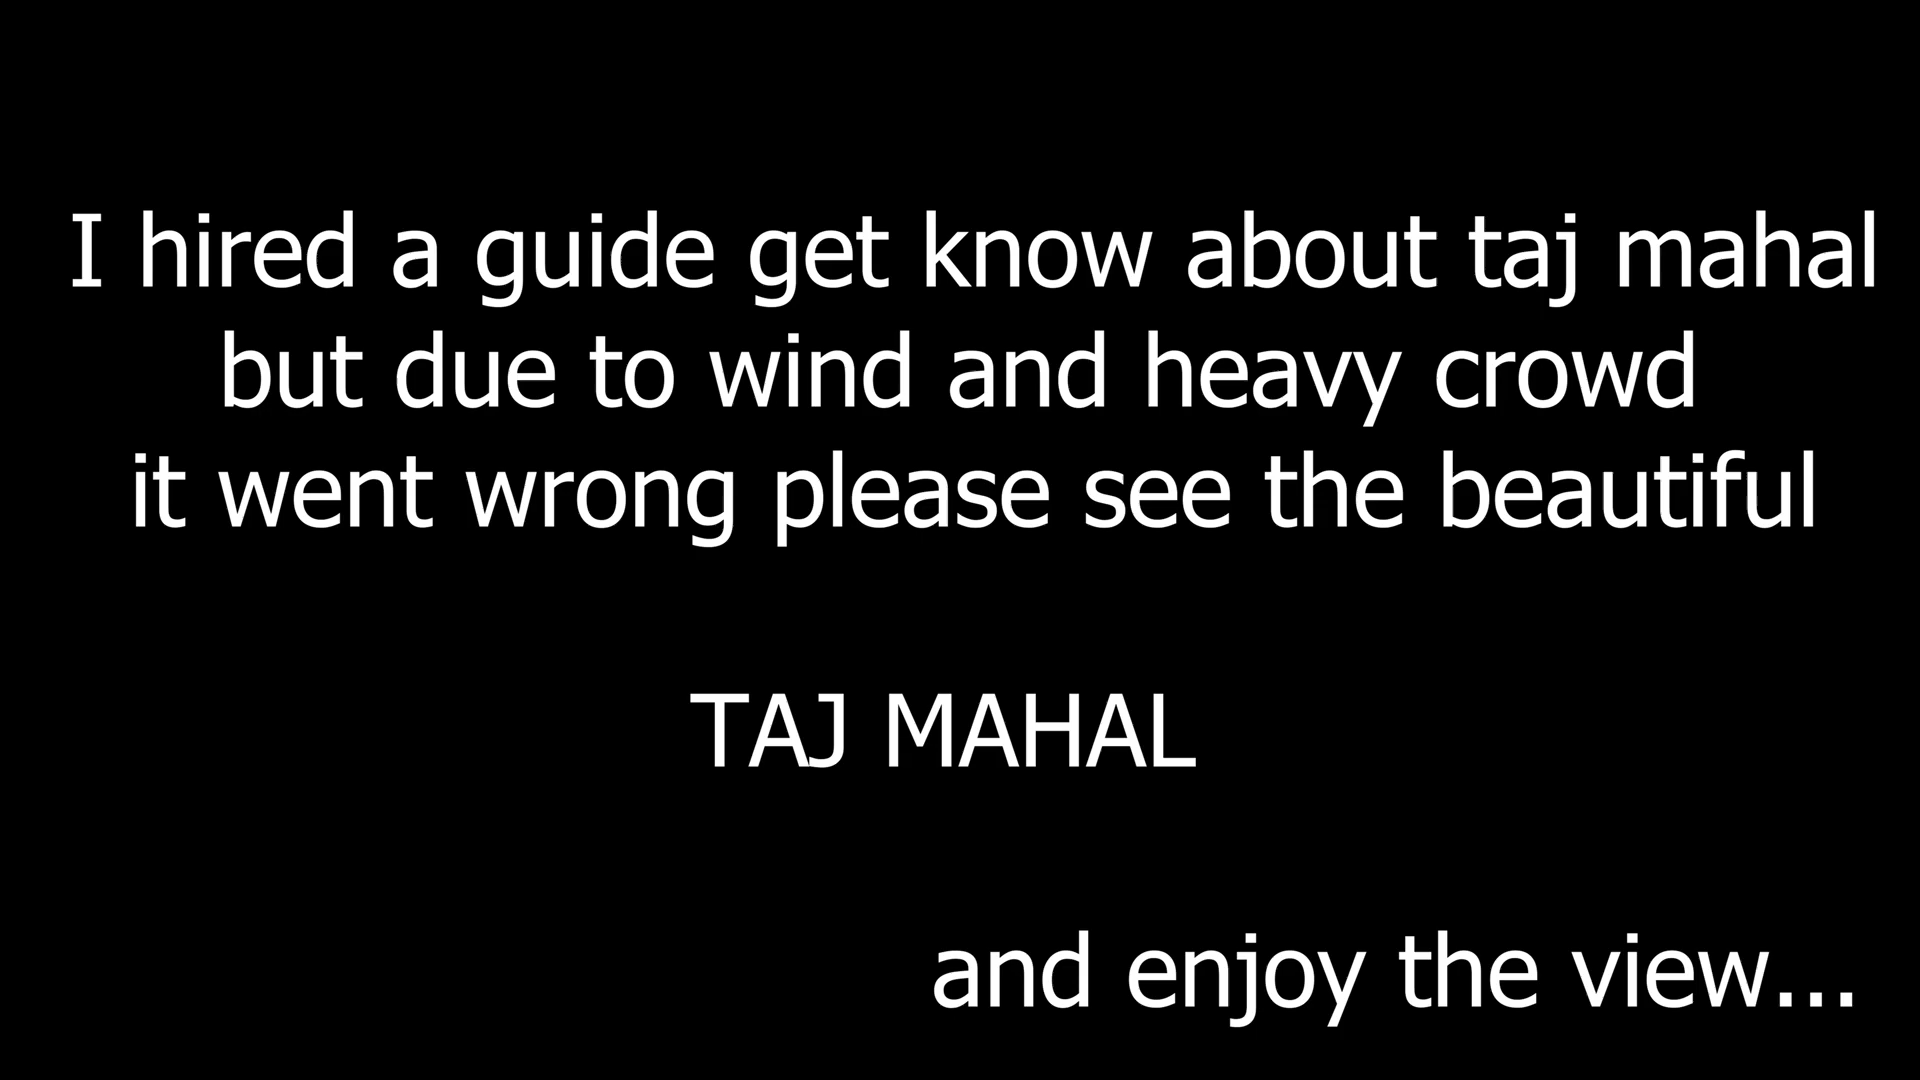 I hired a guide get know about taj mahal
but due to wind and heavy crowd
it went wrong please see the beautiful
TAJ MAHAL
and enjoy the view...